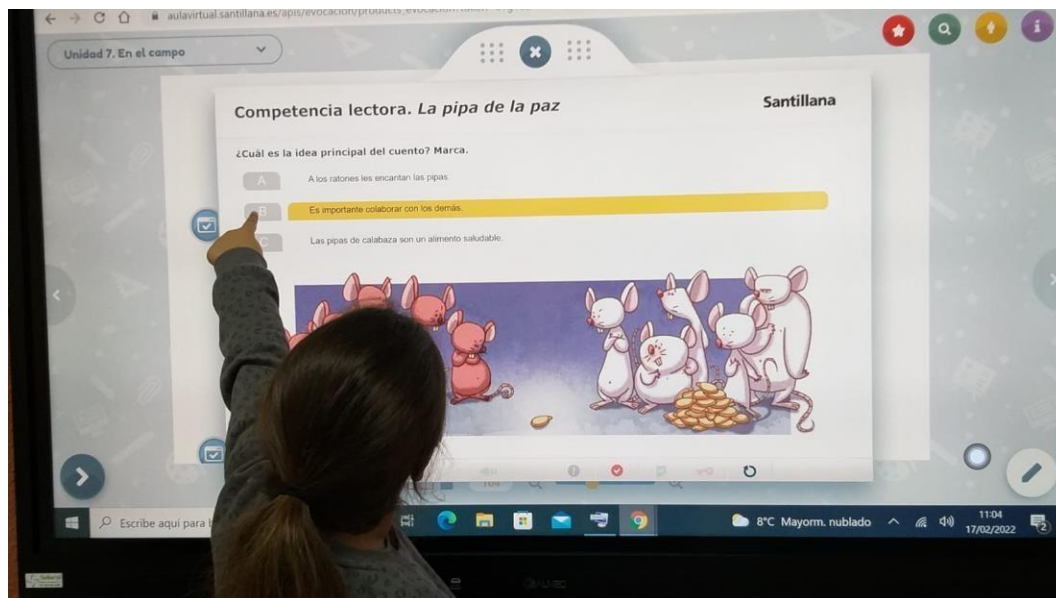 aulavirtual.santillana.es/apis/evocacion/products_evocacion
Unidad 7. En el campo
Competencia lectora. La pipa de la paz
Santillana
¿Cuál es la idea principal del cuento? Marca.
A
A los ratones les encantan las pipas.
B
Es importante colaborar con los demás.
C
Las pipas de calabaza son un alimento saludable.
104
Escribe aquí para
8°C Mayorm. nublado
11:04
17/02/2022
2